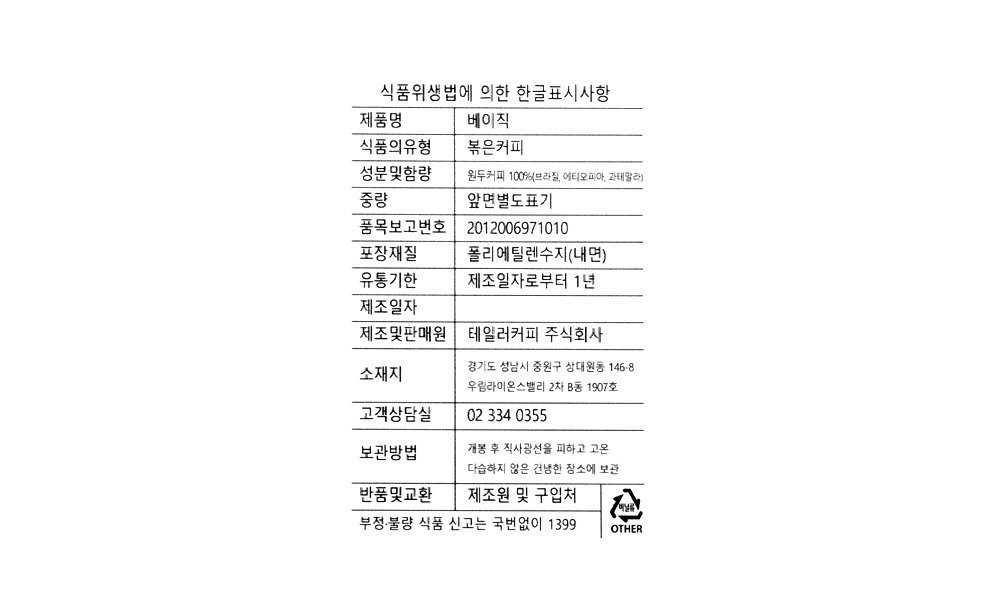 식품위생법에 의한 한글표시사항
제품명 베이직
식품의유형 볶은커피
성분및함량 원두커피 100%(브라질, 에티오피아, 과테말라)
중량 앞면별도표기
품목보고번호 2012006971010
포장재질 폴리에틸렌수지(내면)
유통기한 제조일자로부터 1년
제조일자
제조및판매원 테일러커피 주식회사
소재지 경기도 성남시 중원구 상대원동 146-8
우림라이온스밸리 2차 B동 1907호
고객상담실 02 334 0355
보관방법 개봉 후 직사광선을 피하고 고온
다습하지 않은 건냉한 장소에 보관
반품및교환 제조원 및 구입처
부정·불량 식품 신고는 국번없이 1399
비닐류
OTHER